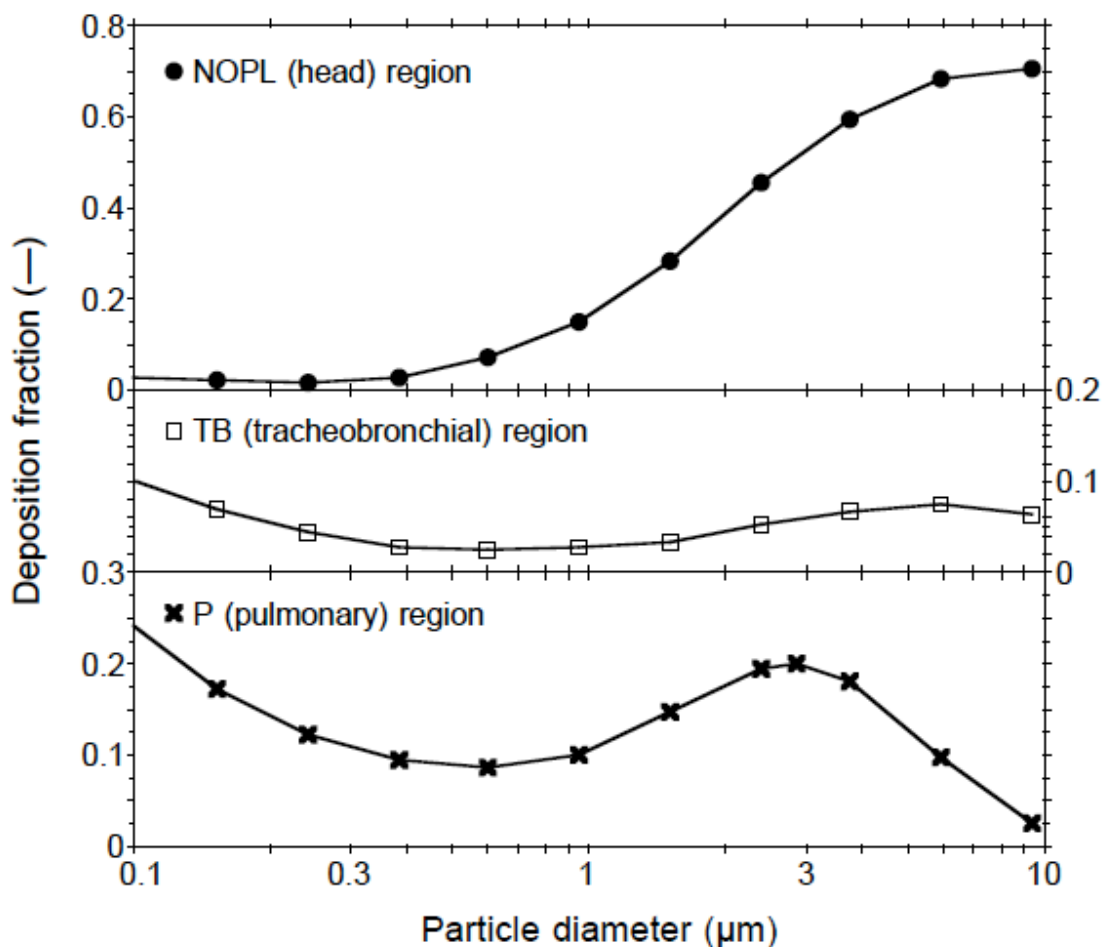 0.8
NOPL (head) region
0.6
0.4
0.2
0 0.2
TB (tracheobronchial) region
0.1
0.3 0
P (pulmonary) region
0.2
0.1
0
0.1 0.3 1 3 10
Particle diameter (µm)
Deposition fraction (—)